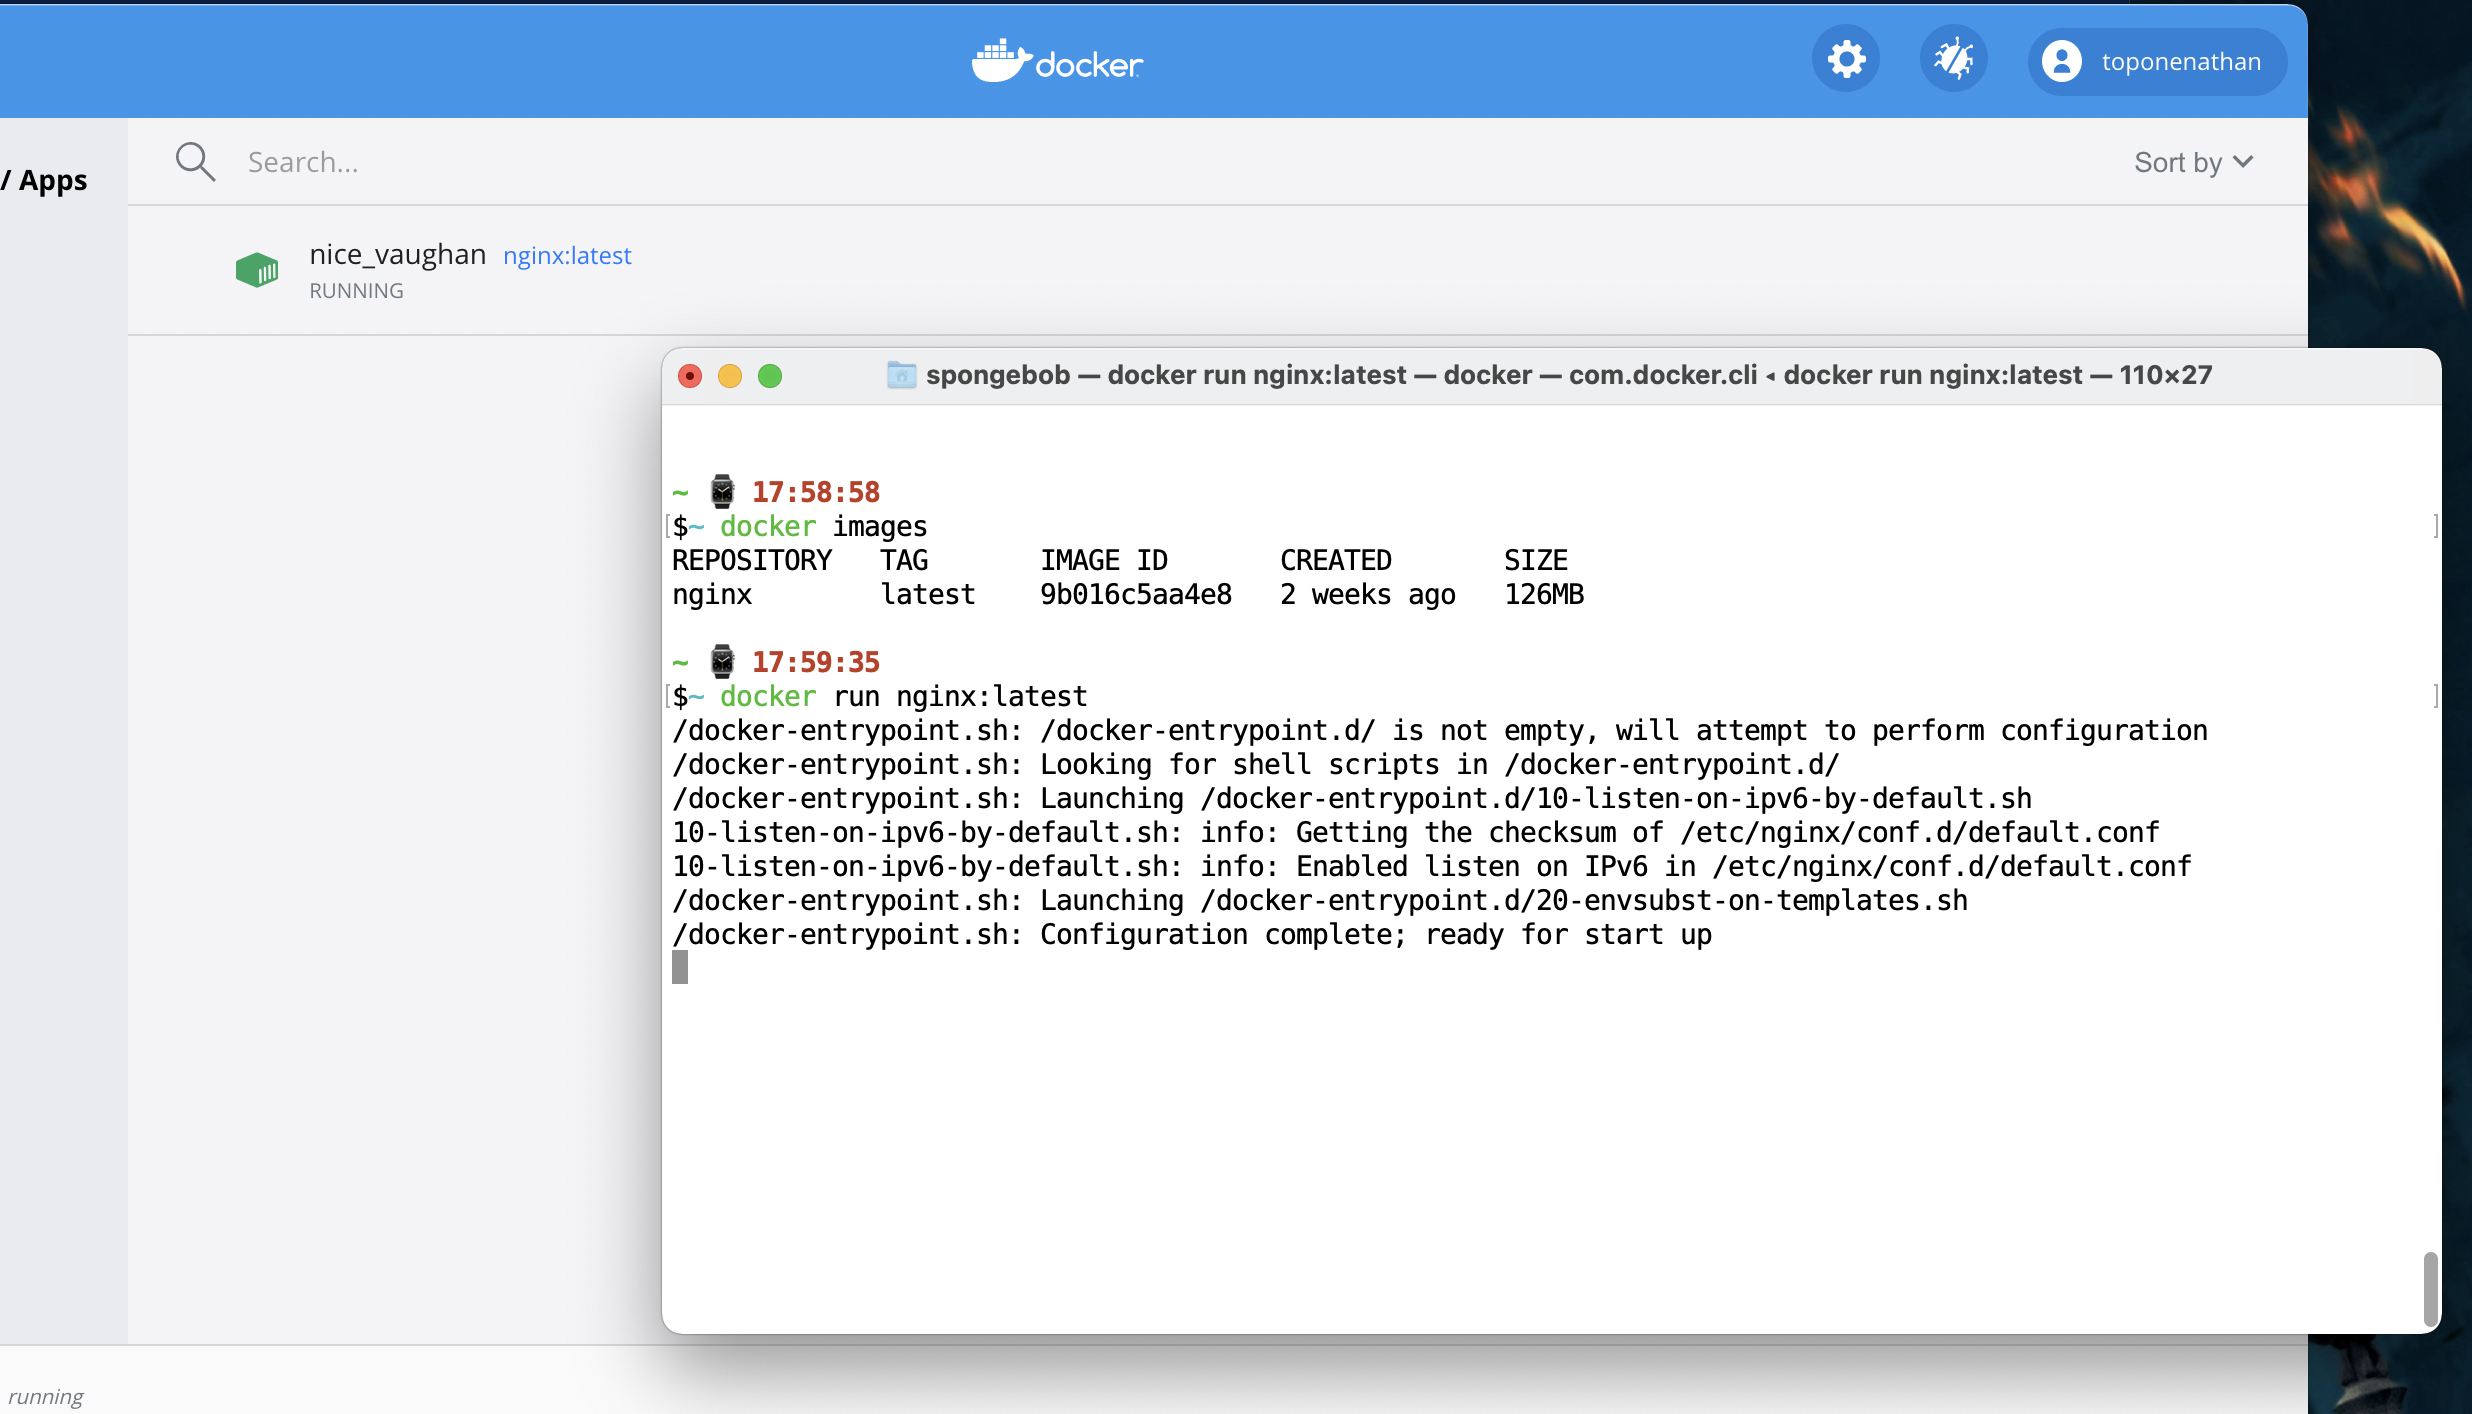 docker
toponenathan
/ Apps
Search...
Sort by
nice_vaughan nginx:latest
RUNNING
spongebob — docker run nginx:latest — docker — com.docker.cli ◂ docker run nginx:latest — 110×27
~ ⌚ 17:58:58
[$~ docker images ]
REPOSITORY TAG IMAGE ID CREATED SIZE
nginx latest 9b016c5aa4e8 2 weeks ago 126MB
~ ⌚ 17:59:35
[$~ docker run nginx:latest ]
/docker-entrypoint.sh: /docker-entrypoint.d/ is not empty, will attempt to perform configuration
/docker-entrypoint.sh: Looking for shell scripts in /docker-entrypoint.d/
/docker-entrypoint.sh: Launching /docker-entrypoint.d/10-listen-on-ipv6-by-default.sh
10-listen-on-ipv6-by-default.sh: info: Getting the checksum of /etc/nginx/conf.d/default.conf
10-listen-on-ipv6-by-default.sh: info: Enabled listen on IPv6 in /etc/nginx/conf.d/default.conf
/docker-entrypoint.sh: Launching /docker-entrypoint.d/20-envsubst-on-templates.sh
/docker-entrypoint.sh: Configuration complete; ready for start up
running